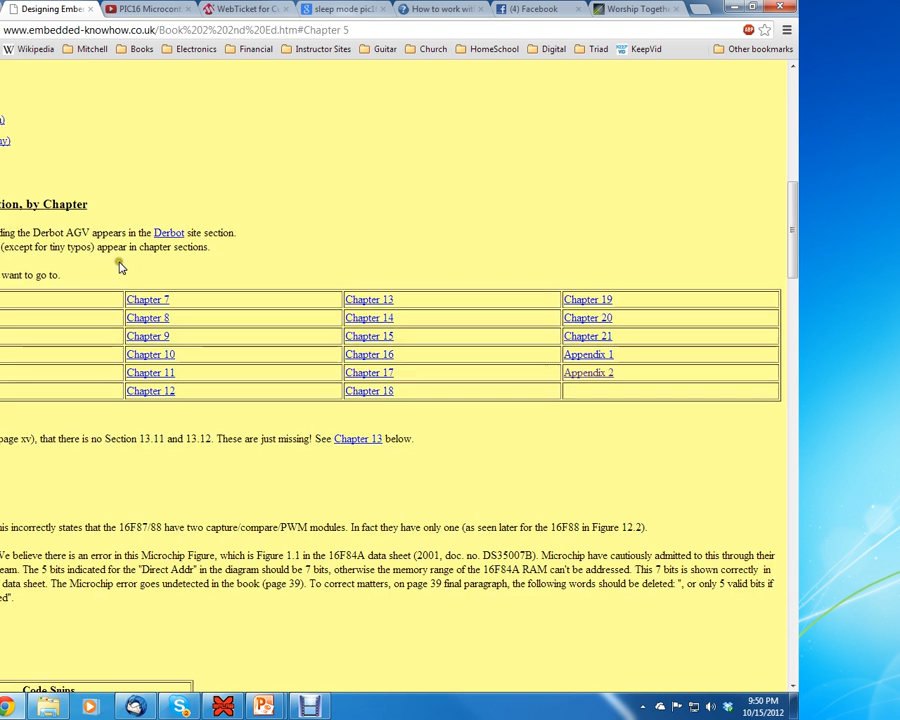 Designing Embe
PIC16 Microcont
WebTicket for C
sleep mode pic1
How to work wit
(4) Facebook
Worship Togeth
www.embedded-knowhow.co.uk/Book%202%202nd%20Ed.htm#Chapter 5
Wikipedia Mitchell Books Electronics Financial Instructor Sites Guitar Church HomeSchool Digital Triad KeepVid Other bookmarks
ny)
tion, by Chapter
ding the Derbot AGV appears in the Derbot site section.
(except for tiny typos) appear in chapter sections.
want to go to.
Chapter 7 Chapter 13 Chapter 19
Chapter 8 Chapter 14 Chapter 20
Chapter 9 Chapter 15 Chapter 21
Chapter 10 Chapter 16 Appendix 1
Chapter 11 Chapter 17 Appendix 2
Chapter 12 Chapter 18
page xv), that there is no Section 13.11 and 13.12. These are just missing! See Chapter 13 below.
his incorrectly states that the 16F87/88 have two capture/compare/PWM modules. In fact they have only one (as seen later for the 16F88 in Figure 12.2).
We believe there is an error in this Microchip Figure, which is Figure 1.1 in the 16F84A data sheet (2001, doc. no. DS35007B). Microchip have cautiously admitted to this through their
eam. The 5 bits indicated for the "Direct Addr" in the diagram should be 7 bits, otherwise the memory range of the 16F84A RAM can't be addressed. This 7 bits is shown correctly in
data sheet. The Microchip error goes undetected in the book (page 39). To correct matters, on page 39 final paragraph, the following words should be deleted: ", or only 5 valid bits if
ed".
Code Snips
9:50 PM
10/15/2012